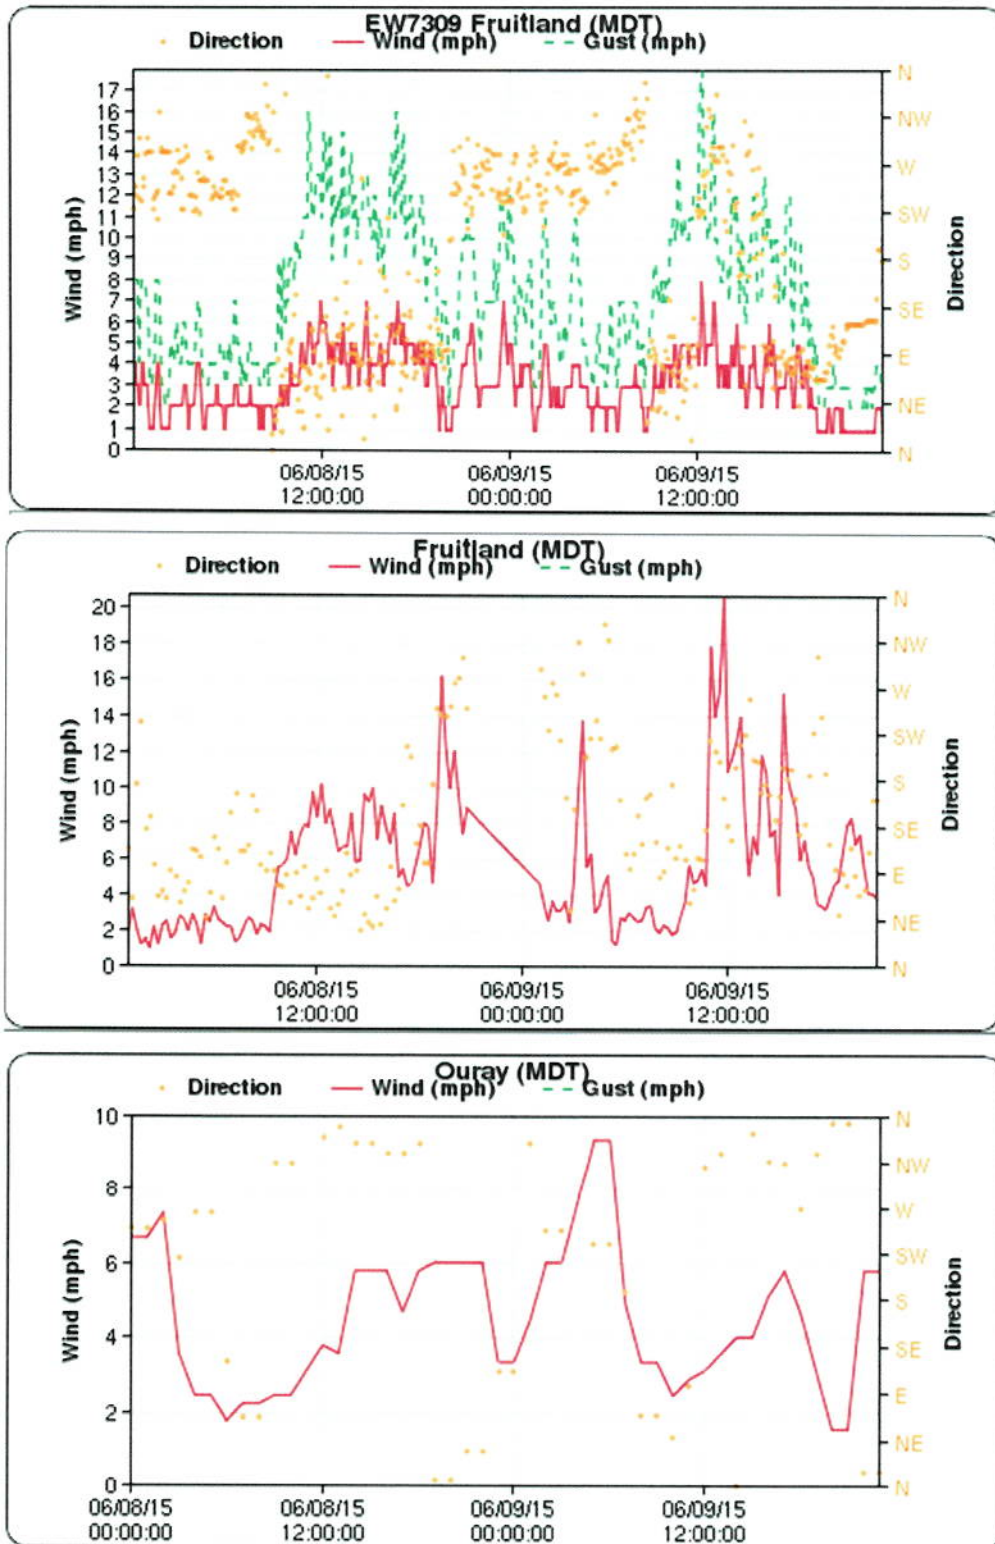 EW7309 Fruitland (MDT)
Direction Wind (mph) Gust (mph)
17
16
15
14
13
12
11
10
9
8
7
6
5
4
3
2
1
0
Wind (mph)
N
NW
W
SW
S
SE
E
NE
N
Direction
06/08/15 06/09/15 06/09/15
12:00:00 00:00:00 12:00:00
Fruitland (MDT)
Direction Wind (mph) Gust (mph)
20
18
16
14
12
10
8
6
4
2
0
Wind (mph)
N
NW
W
SW
S
SE
E
NE
N
Direction
06/08/15 06/09/15 06/09/15
12:00:00 00:00:00 12:00:00
Ouray (MDT)
Direction Wind (mph) Gust (mph)
10
8
6
4
2
0
Wind (mph)
N
NW
W
SW
S
SE
E
NE
N
Direction
06/08/15 06/08/15 06/09/15 06/09/15
00:00:00 12:00:00 00:00:00 12:00:00